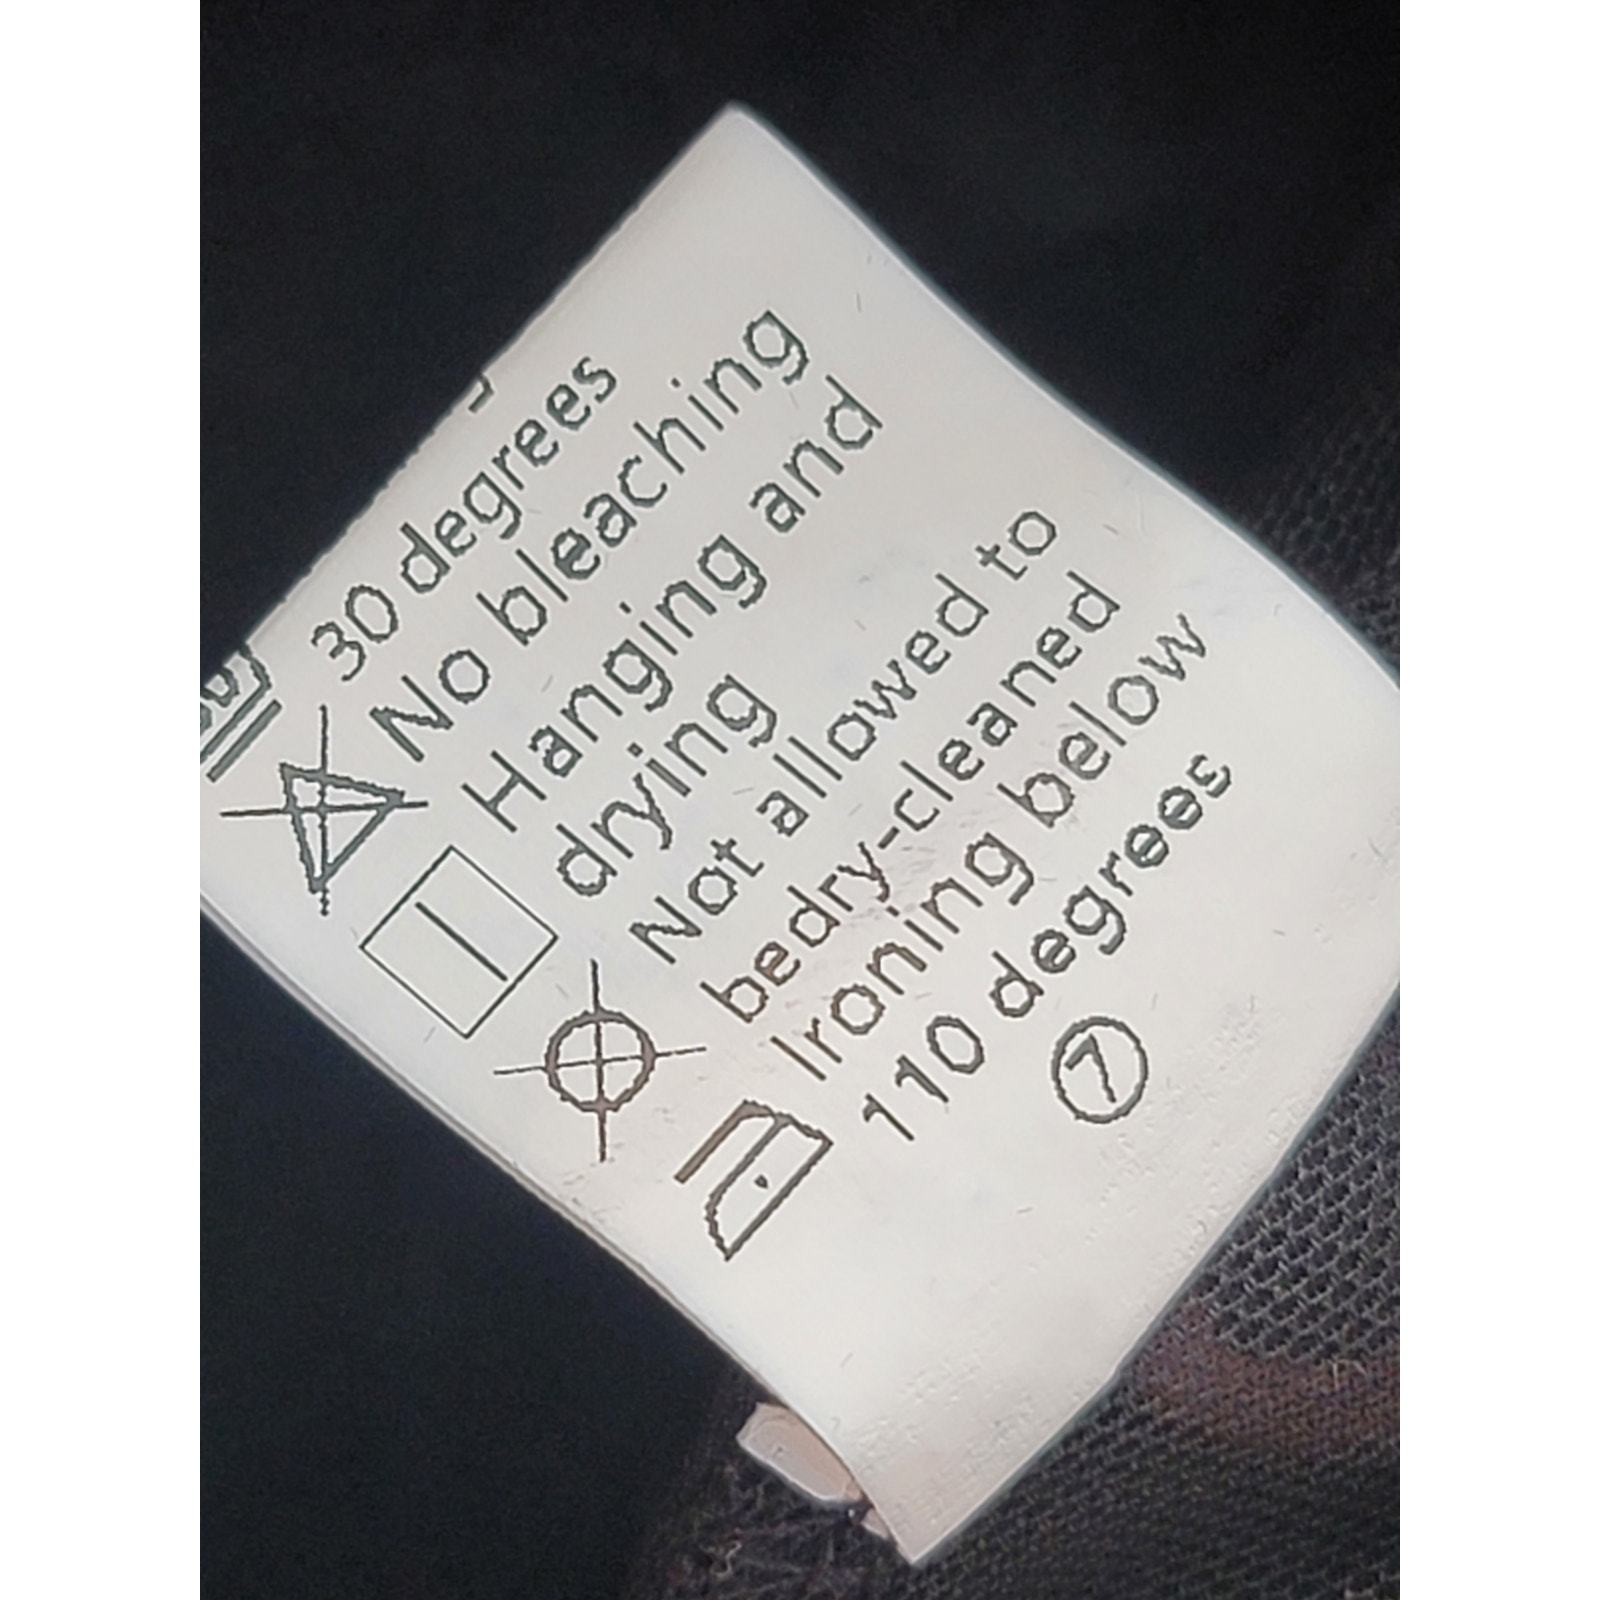 30 degrees
No bleaching
Hanging and
drying
Not allowed to
bedry-cleaned
Ironing below
110 degrees
7